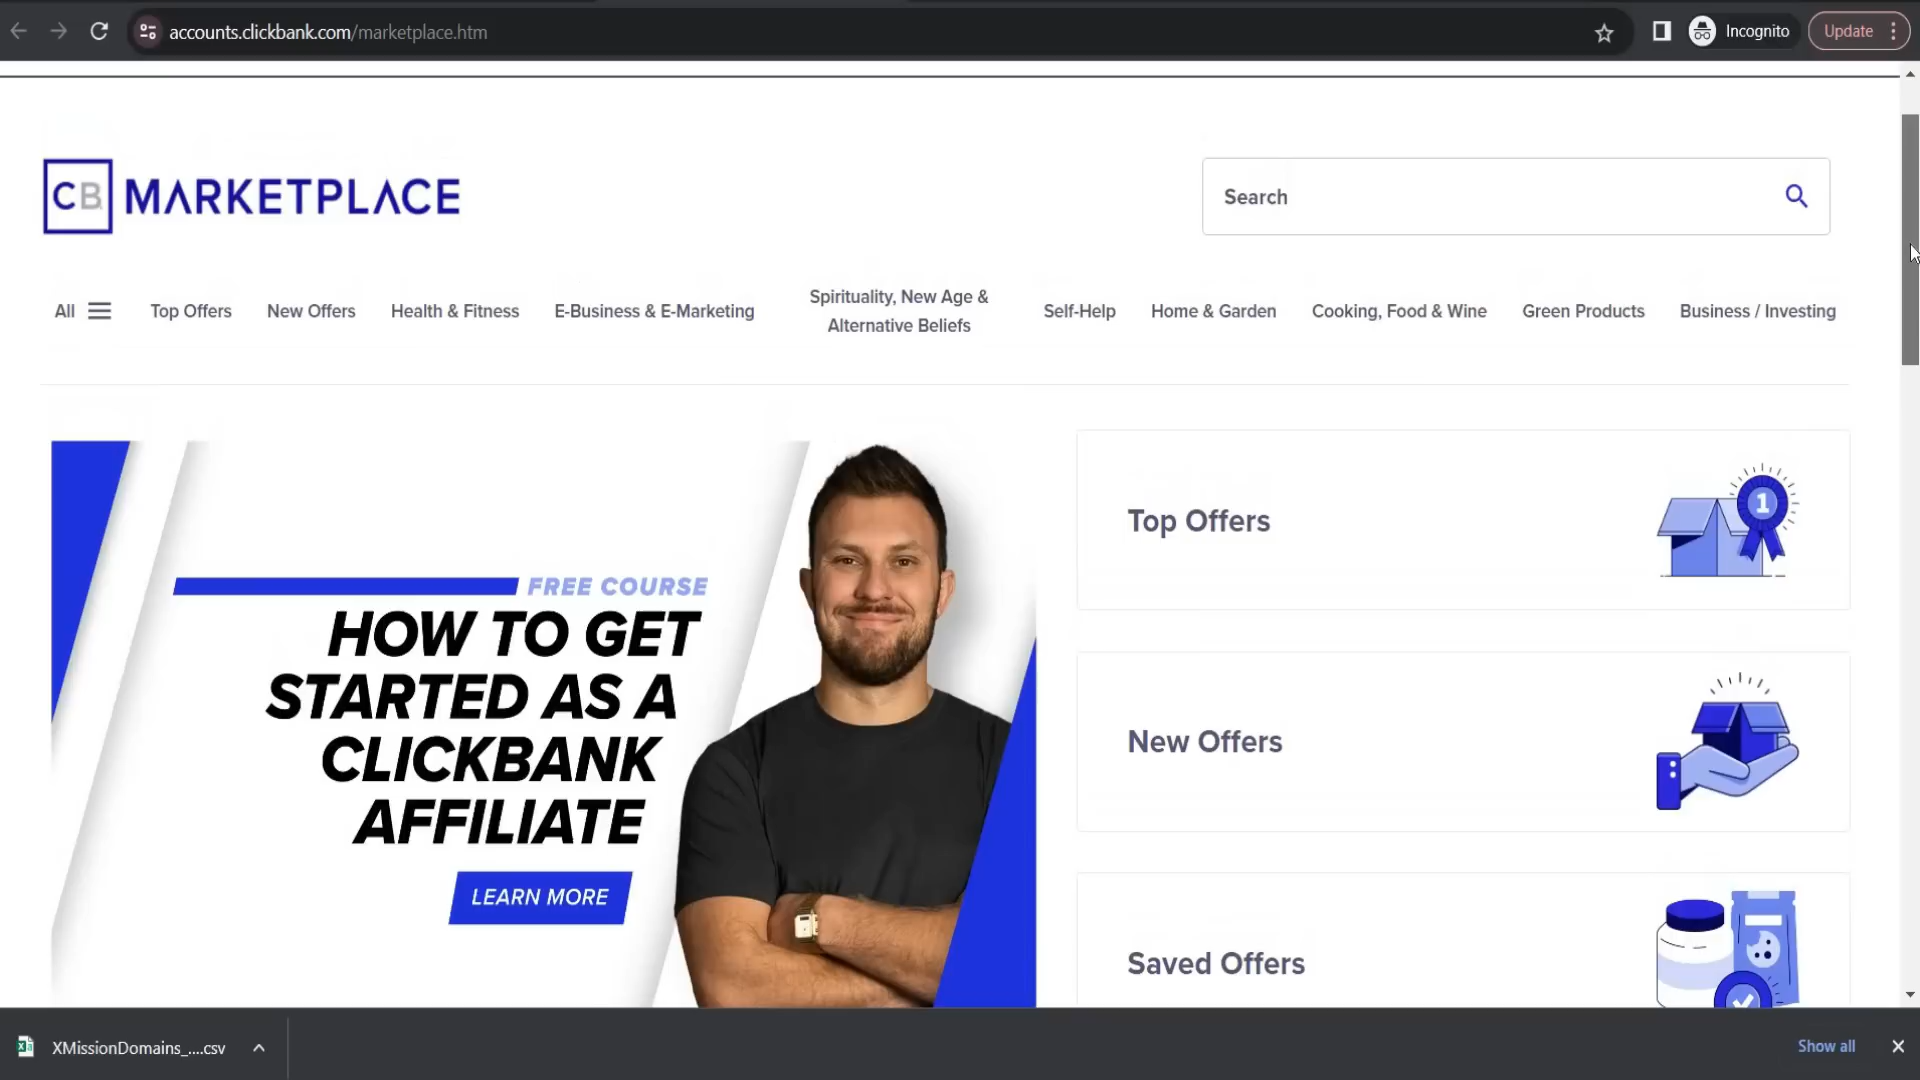 accounts.clickbank.com/marketplace.htm
Incognito
Update
CB MARKETPLACE
Search
All
Top Offers
New Offers
Health & Fitness
E-Business & E-Marketing
Spirituality, New Age &
Alternative Beliefs
Self-Help
Home & Garden
Cooking, Food & Wine
Green Products
Business / Investing
FREE COURSE
HOW TO GET
STARTED AS A
CLICKBANK
AFFILIATE
LEARN MORE
Top Offers
1
New Offers
Saved Offers
XMissionDomains_....csv
Show all